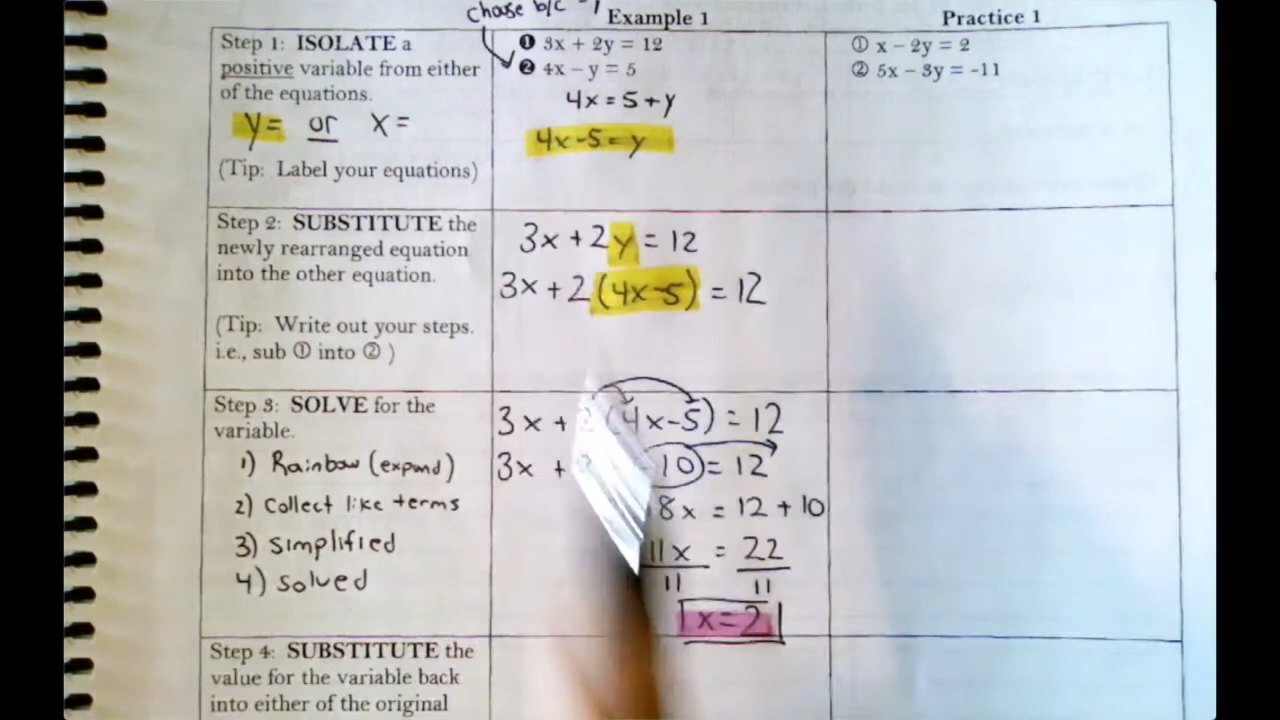 chose b/c -1
Example 1
Practice 1
Step 1: ISOLATE a
positive variable from either
of the equations.
y= or x=
(Tip: Label your equations)
❶ 3x + 2y = 12
❷ 4x – y = 5
4x = 5 + y
4x-5 = y
① x – 2y = 2
② 5x – 3y = -11
Step 2: SUBSTITUTE the
newly rearranged equation
into the other equation.
(Tip: Write out your steps.
i.e., sub ① into ② )
3x + 2y = 12
3x + 2(4x-5) = 12
Step 3: SOLVE for the
variable.
1) Rainbow (expand)
2) Collect like terms
3) simplified
4) solved
3x + (4x-5) = 12
3x + 10 = 12
8x = 12 + 10
11x = 22
11 11
x = 2
Step 4: SUBSTITUTE the
value for the variable back
into either of the original